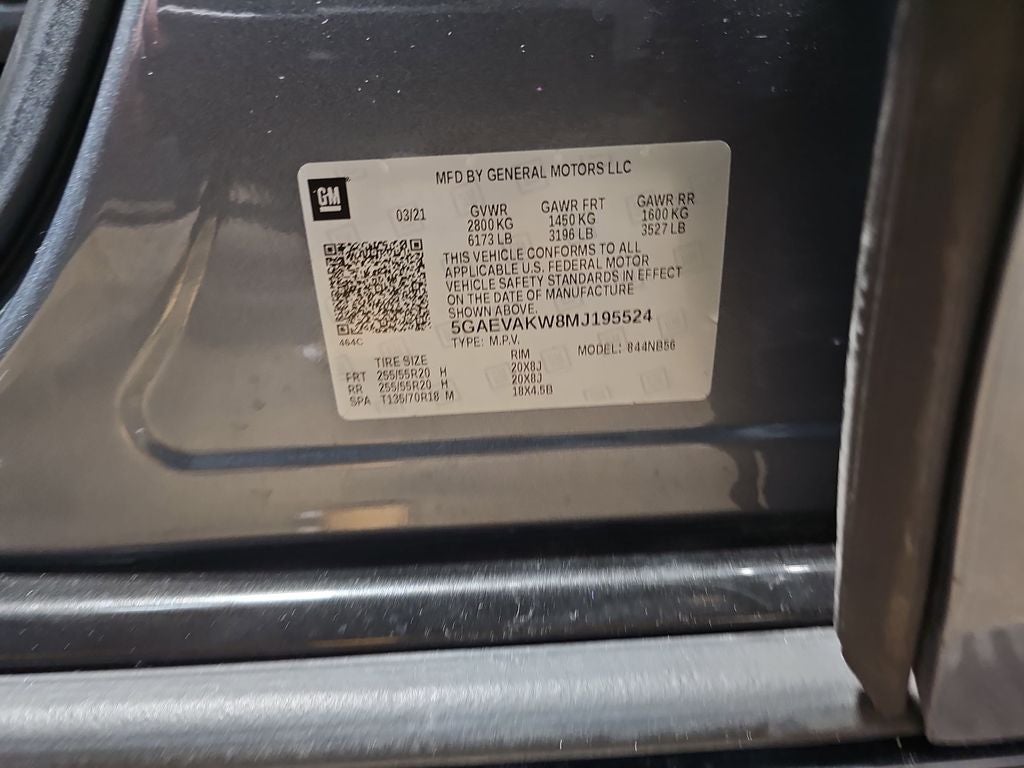 MFD BY GENERAL MOTORS LLC
GM
03/21 GVWR GAWR FRT GAWR RR
2800 KG 1450 KG 1600 KG
6173 LB 3196 LB 3527 LB
THIS VEHICLE CONFORMS TO ALL
APPLICABLE U.S. FEDERAL MOTOR
VEHICLE SAFETY STANDARDS IN EFFECT
ON THE DATE OF MANUFACTURE
SHOWN ABOVE.
5GAEVAKW8MJ195524
464C
TYPE: M.P.V. MODEL: 844NB56
TIRE SIZE RIM
FRT 255/55R20 H 20X8J
RR 255/55R20 H 20X8J
SPA T135/70R18 M 18X4.5B